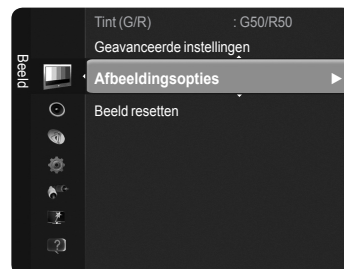 Beeld
Tint (G/R) : G50/R50
Geavanceerde instellingen
Afbeeldingsopties
Beeld resetten